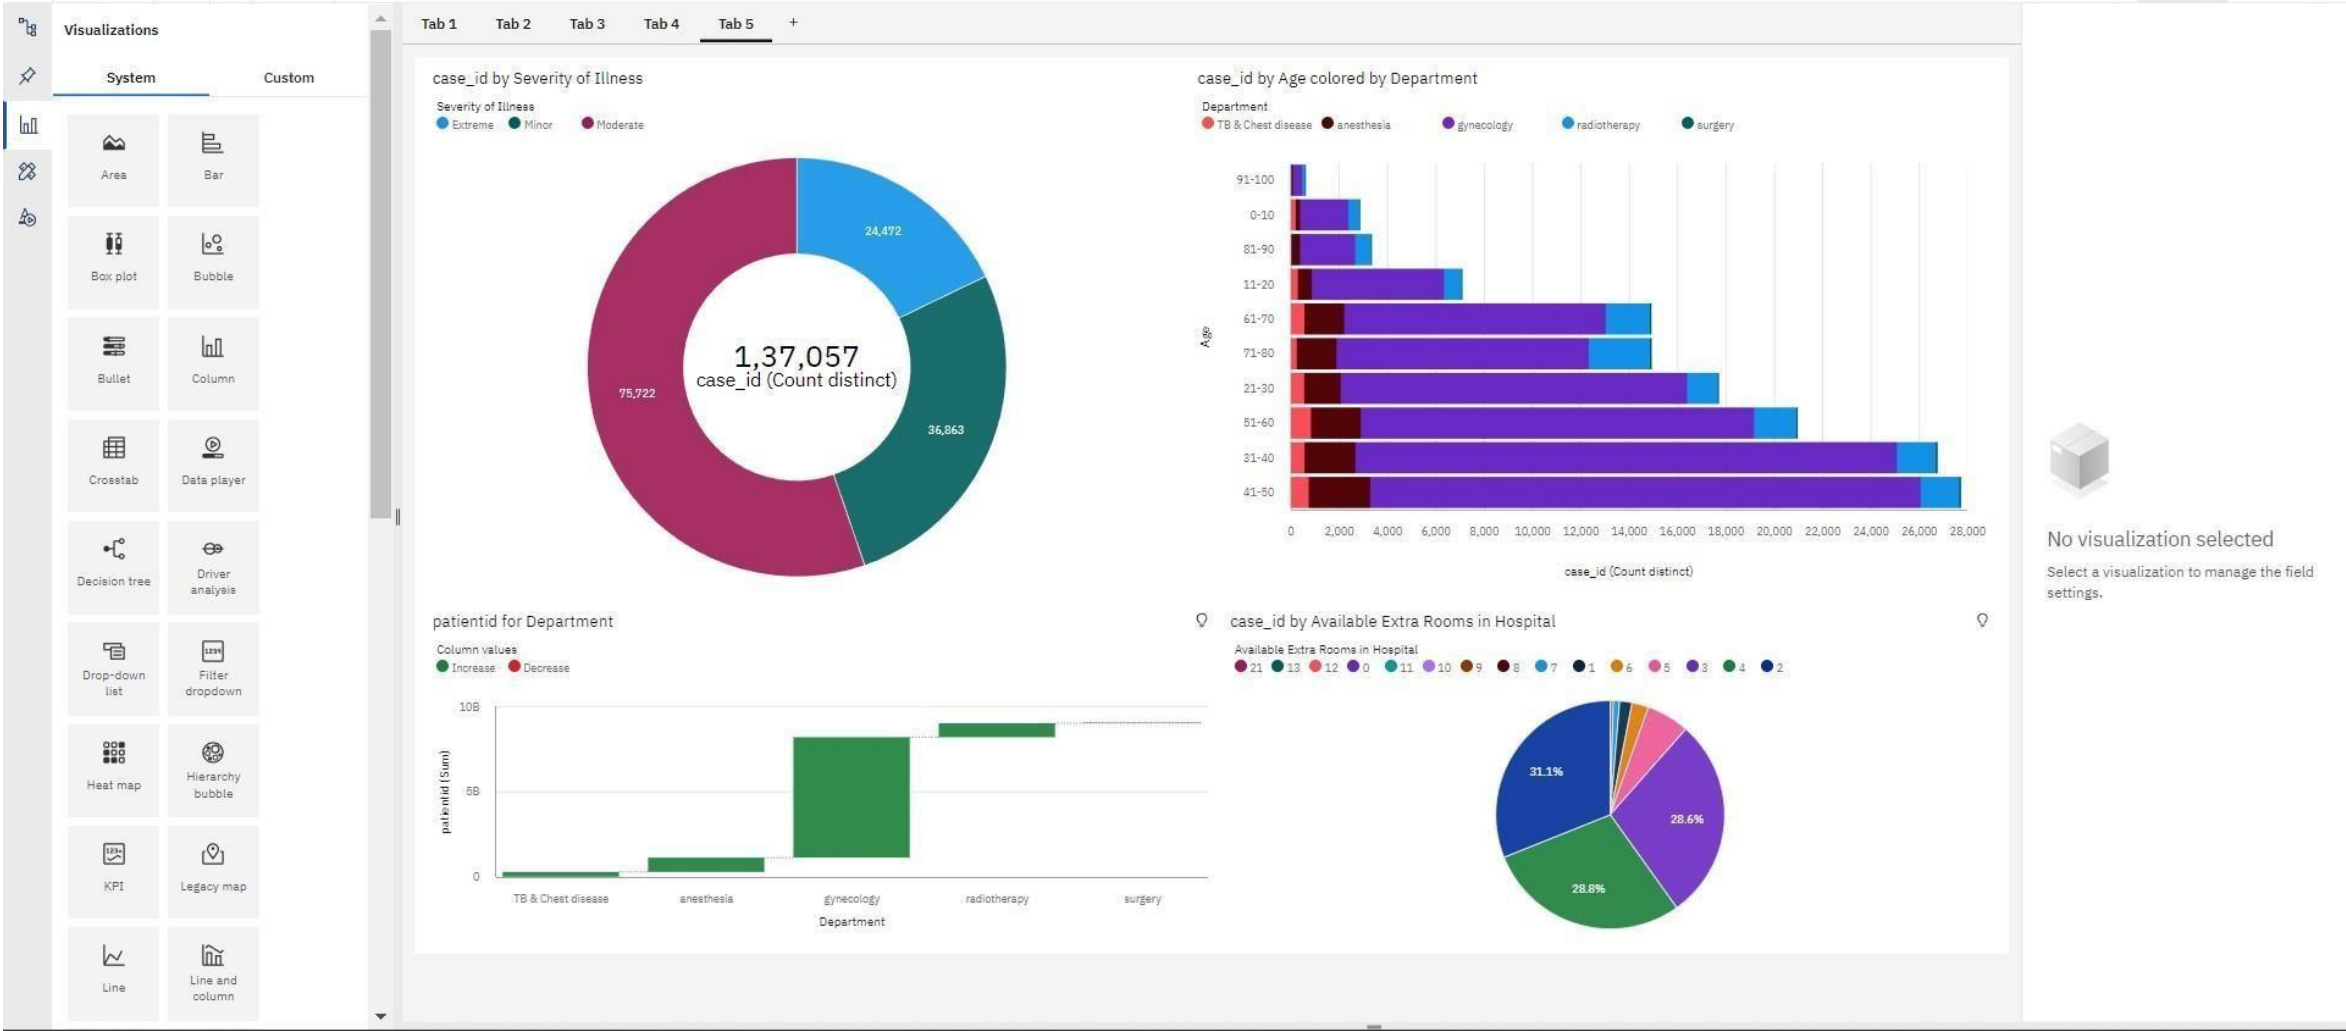 Visualizations
System Custom
Area Bar
Box plot Bubble
Bullet Column
Crosstab Data player
Decision tree Driver analysis
Drop-down list Filter dropdown
Heat map Hierarchy bubble
KPI Legacy map
Line Line and column
Tab 1 Tab 2 Tab 3 Tab 4 Tab 5 +
case_id by Severity of Illness
Severity of Illness
Extreme Minor Moderate
24,472
1,37,057
case_id (Count distinct)
75,722
36,863
case_id by Age colored by Department
Department
TB & Chest disease anesthesia gynecology radiotherapy surgery
91-100
0-10
81-90
11-20
61-70
Age
71-80
21-30
51-60
31-40
41-50
0 2,000 4,000 6,000 8,000 10,000 12,000 14,000 16,000 18,000 20,000 22,000 24,000 26,000 28,000
case_id (Count distinct)
patientid for Department
Column values
Increase Decrease
10B
patientid (Sum)
5B
0
TB & Chest disease anesthesia gynecology radiotherapy surgery
Department
case_id by Available Extra Rooms in Hospital
Available Extra Rooms in Hospital
21 13 12 0 11 10 9 8 7 1 6 5 3 4 2
31.1%
28.6%
28.8%
No visualization selected
Select a visualization to manage the field
settings.